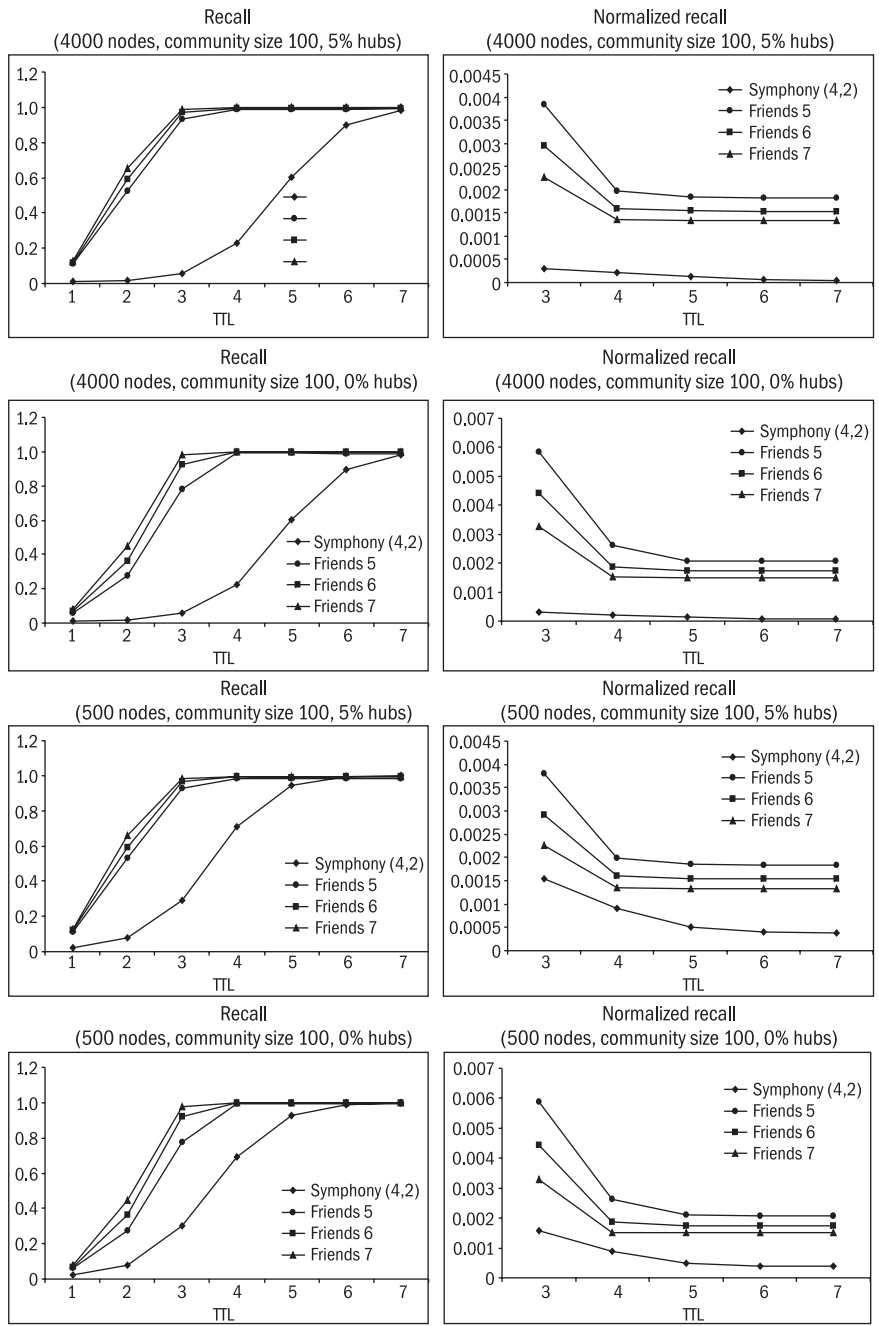 Recall
(4000 nodes, community size 100, 5% hubs)
1.2
1.0
0.8
0.6
0.4
0.2
0
1 2 3 4 5 6 7
TTL
Normalized recall
(4000 nodes, community size 100, 5% hubs)
0.0045
0.004
0.0035
0.003
0.0025
0.002
0.0015
0.001
0.0005
0
Symphony (4,2)
Friends 5
Friends 6
Friends 7
3 4 5 6 7
TTL
Recall
(4000 nodes, community size 100, 0% hubs)
1.2
1.0
0.8
0.6
0.4
0.2
0
Symphony (4,2)
Friends 5
Friends 6
Friends 7
1 2 3 4 5 6 7
TTL
Normalized recall
(4000 nodes, community size 100, 0% hubs)
0.007
0.006
0.005
0.004
0.003
0.002
0.001
0
Symphony (4,2)
Friends 5
Friends 6
Friends 7
3 4 5 6 7
TTL
Recall
(500 nodes, community size 100, 5% hubs)
1.2
1.0
0.8
0.6
0.4
0.2
0
Symphony (4,2)
Friends 5
Friends 6
Friends 7
1 2 3 4 5 6 7
TTL
Normalized recall
(500 nodes, community size 100, 5% hubs)
0.0045
0.004
0.0035
0.003
0.0025
0.002
0.0015
0.001
0.0005
0
Symphony (4,2)
Friends 5
Friends 6
Friends 7
3 4 5 6 7
TTL
Recall
(500 nodes, community size 100, 0% hubs)
1.2
1.0
0.8
0.6
0.4
0.2
0
Symphony (4,2)
Friends 5
Friends 6
Friends 7
1 2 3 4 5 6 7
TTL
Normalized recall
(500 nodes, community size 100, 0% hubs)
0.007
0.006
0.005
0.004
0.003
0.002
0.001
0
Symphony (4,2)
Friends 5
Friends 6
Friends 7
3 4 5 6 7
TTL